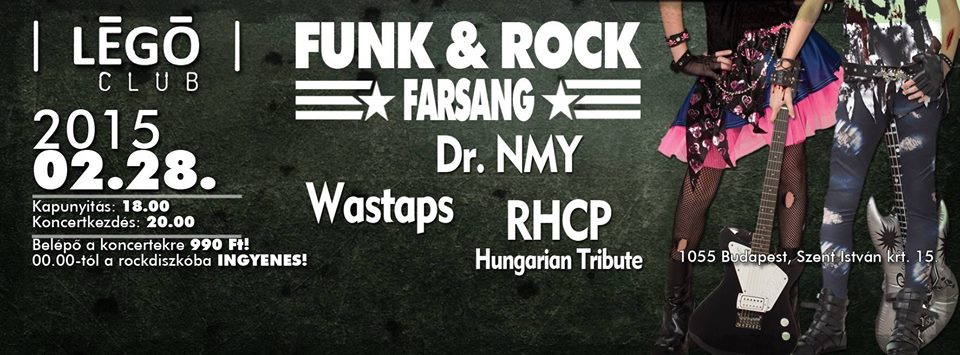 | LĒGŌ |
CLUB
2015
02.28.
Kapunyitás: 18.00
Koncertkezdés: 20.00
Belépő a koncertekre 990 Ft!
00.00-tól a rockdiszkóba INGYENES!
FUNK & ROCK
FARSANG
Dr. NMY
Wastaps
RHCP
Hungarian Tribute
1055 Budapest, Szent István krt. 15.